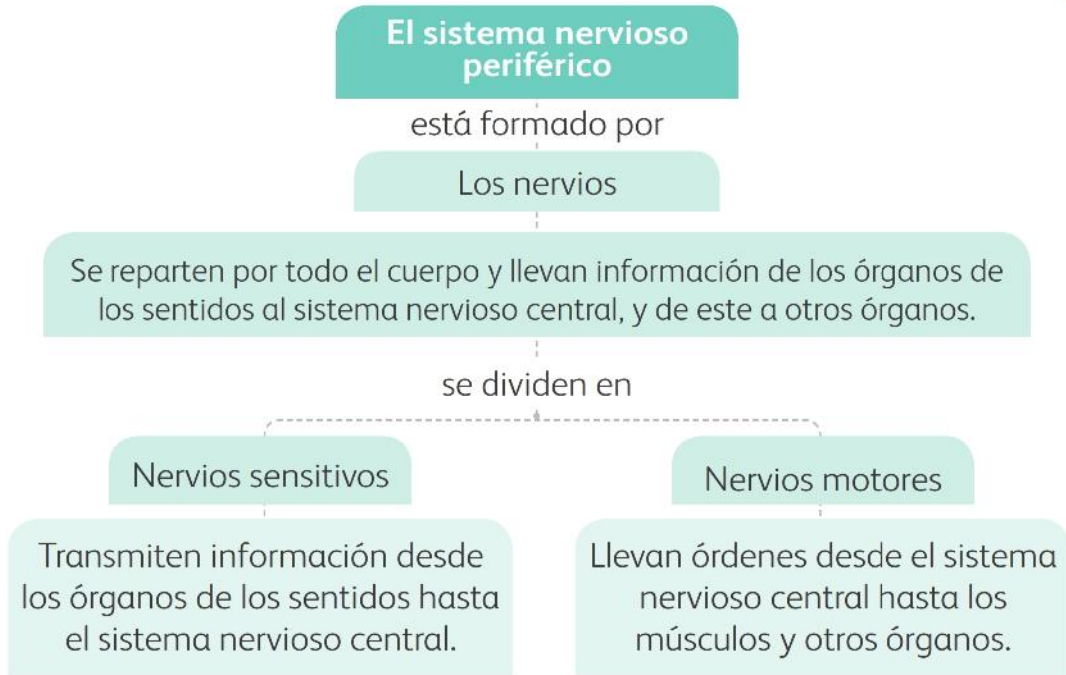 El sistema nervioso
periférico
está formado por
Los nervios
Se reparten por todo el cuerpo y llevan información de los órganos de
los sentidos al sistema nervioso central, y de este a otros órganos.
se dividen en
Nervios sensitivos
Transmiten información desde
los órganos de los sentidos hasta
el sistema nervioso central.
Nervios motores
Llevan órdenes desde el sistema
nervioso central hasta los
músculos y otros órganos.